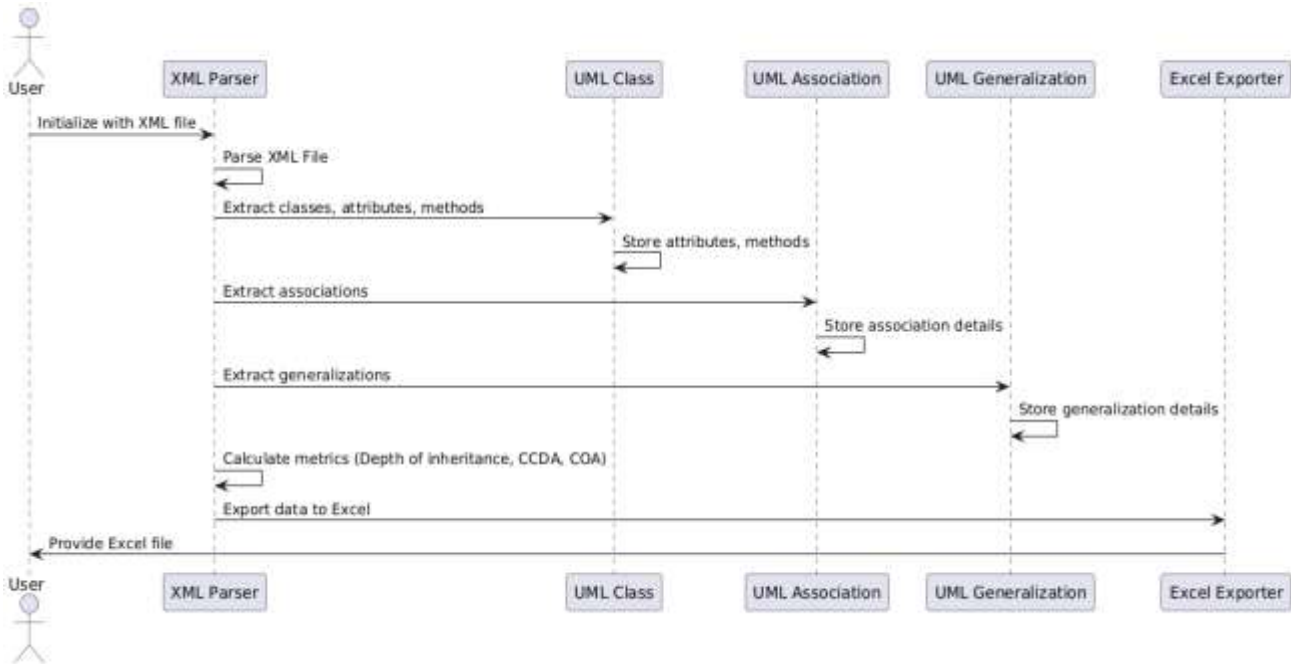 User
XML Parser
UML Class
UML Association
UML Generalization
Excel Exporter
Initialize with XML file
Parse XML File
Extract classes, attributes, methods
Store attributes, methods
Extract associations
Store association details
Extract generalizations
Store generalization details
Calculate metrics (Depth of inheritance, CCDA, COA)
Export data to Excel
Provide Excel file
User
XML Parser
UML Class
UML Association
UML Generalization
Excel Exporter